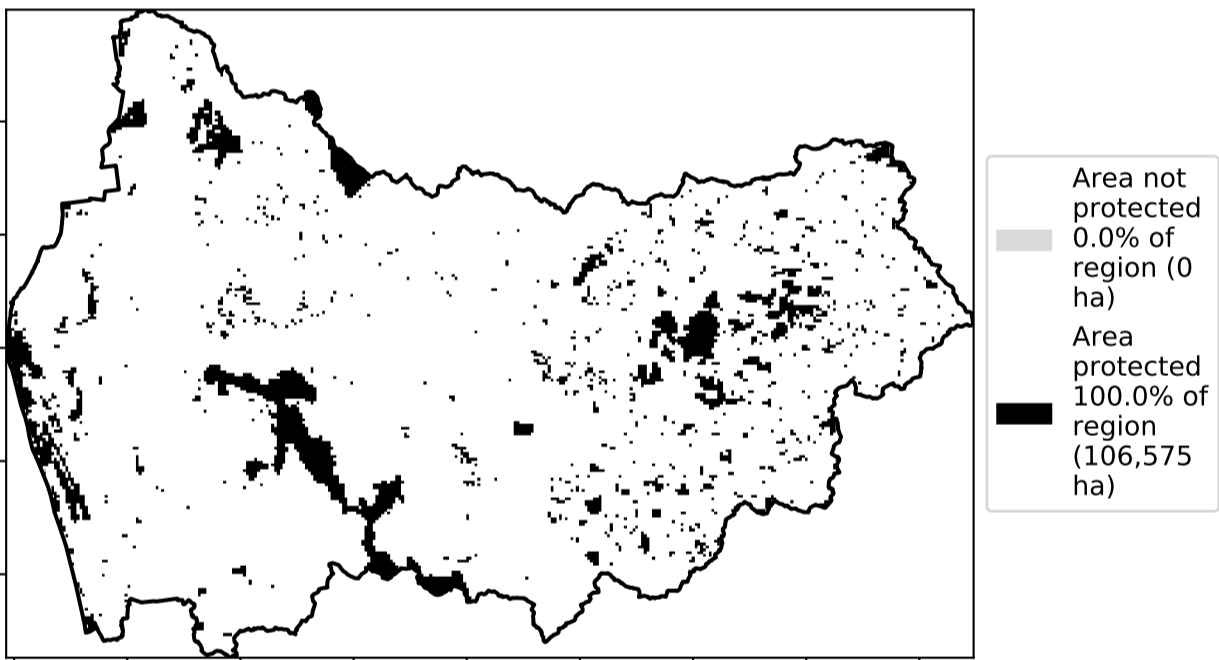 Area not
protected
0.0% of
region (0
ha)
Area
protected
100.0% of
region
(106,575
ha)